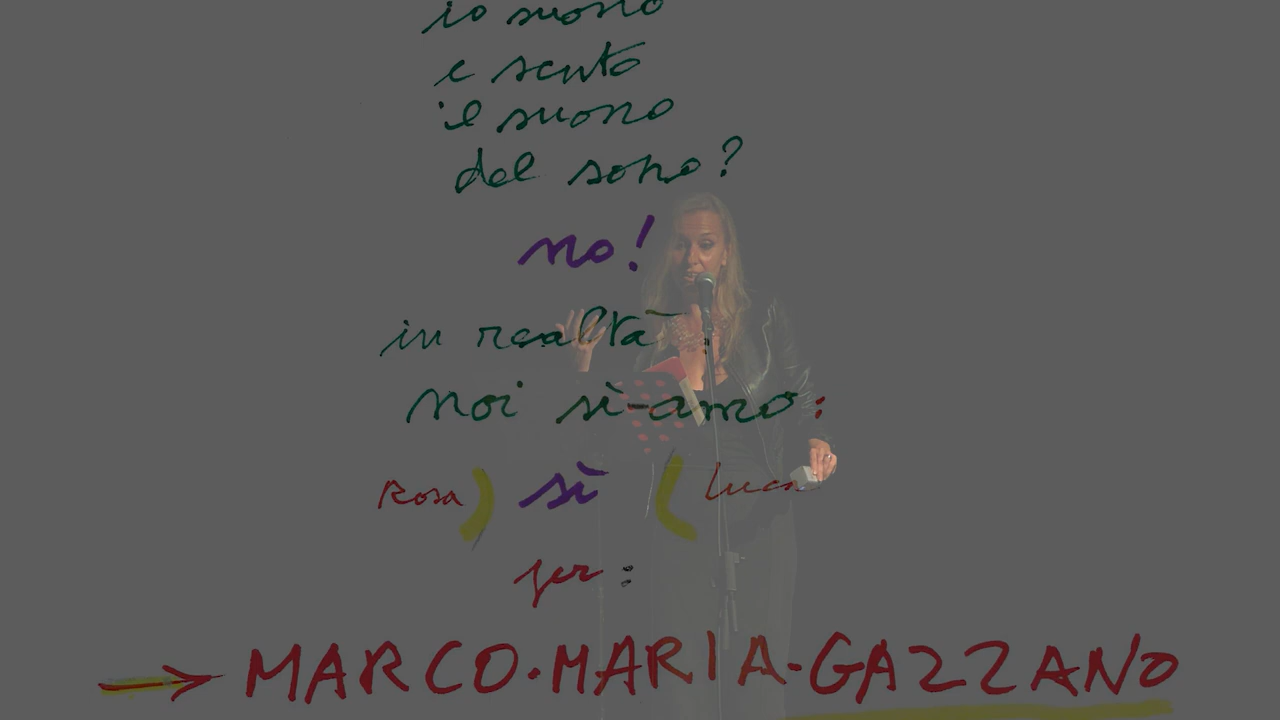 io suono
e sento
il suono
del sono?
no!
in realtà:
noi sì-amo:
Rosa) sì (Luca
per:
→ MARCO·MARIA-GAZZANO